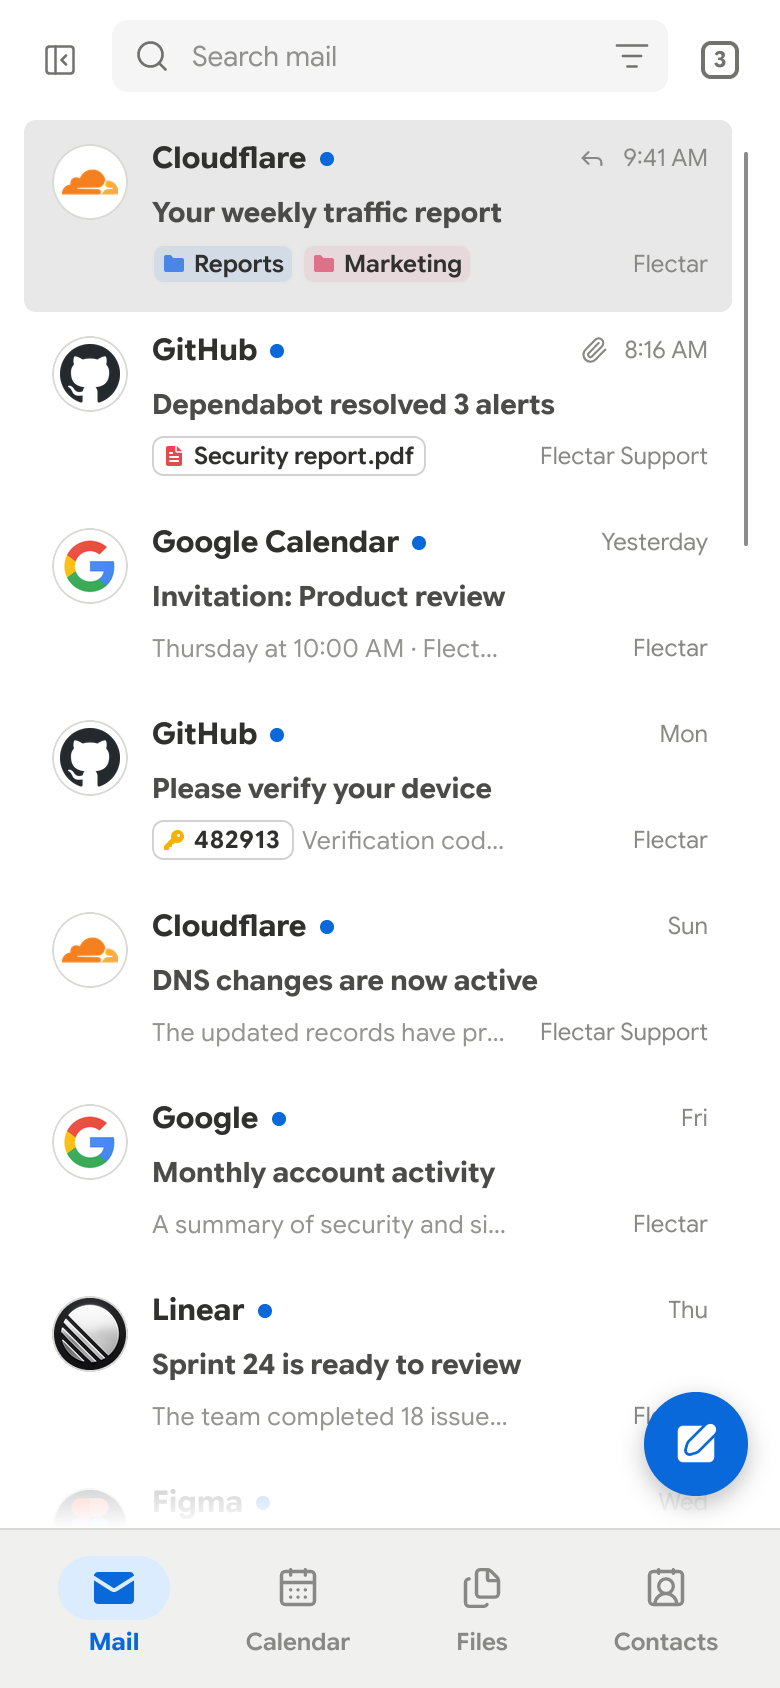 Search mail
3
Cloudflare
9:41 AM
Your weekly traffic report
Reports Marketing
Flectar
GitHub
8:16 AM
Dependabot resolved 3 alerts
Security report.pdf
Flectar Support
Google Calendar
Yesterday
Invitation: Product review
Thursday at 10:00 AM · Flect...
Flectar
GitHub
Mon
Please verify your device
482913 Verification cod...
Flectar
Cloudflare
Sun
DNS changes are now active
The updated records have pr...
Flectar Support
Google
Fri
Monthly account activity
A summary of security and si...
Flectar
Linear
Thu
Sprint 24 is ready to review
The team completed 18 issue...
Figma
Wed
Mail
Calendar
Files
Contacts